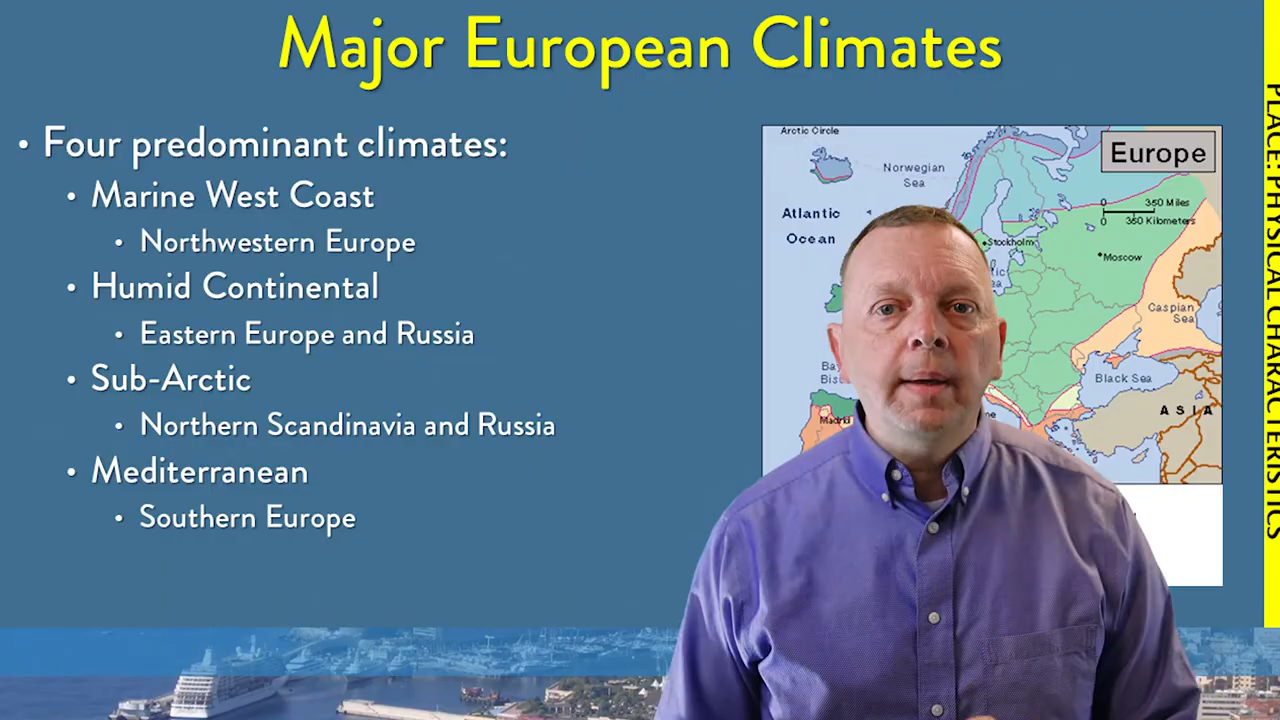 Major European Climates
• Four predominant climates:
• Marine West Coast
• Northwestern Europe
• Humid Continental
• Eastern Europe and Russia
• Sub-Arctic
• Northern Scandinavia and Russia
• Mediterranean
• Southern Europe
Arctic Circle
Norwegian
Sea
Europe
Atlantic
Ocean
0 350 Miles
0 350 Kilometers
Stockholm
Moscow
Caspian
Sea
Black Sea
ASIA
Madrid
PLACE: PHYSICAL CHARACTERISTICS